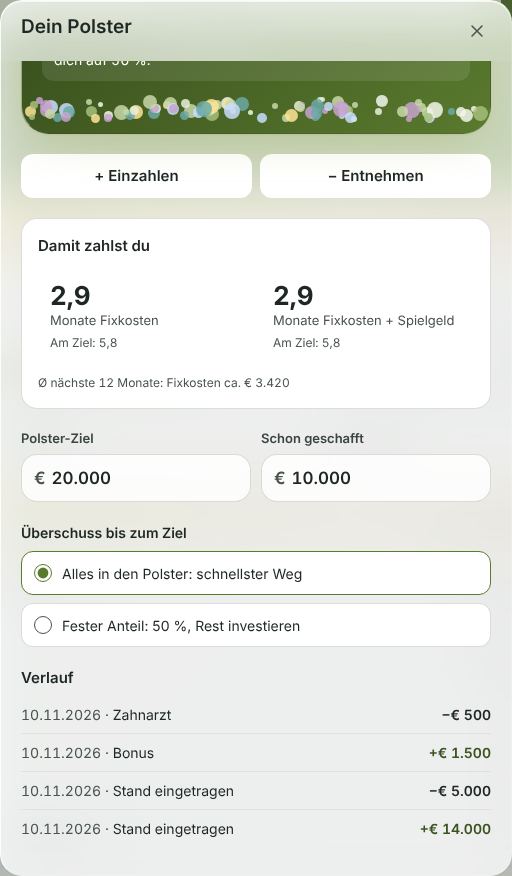 Dein Polster
dich auf 50 %.
+ Einzahlen
– Entnehmen
Damit zahlst du
2,9
Monate Fixkosten
Am Ziel: 5,8
2,9
Monate Fixkosten + Spielgeld
Am Ziel: 5,8
Ø nächste 12 Monate: Fixkosten ca. € 3.420
Polster-Ziel
€ 20.000
Schon geschafft
€ 10.000
Überschuss bis zum Ziel
Alles in den Polster: schnellster Weg
Fester Anteil: 50 %, Rest investieren
Verlauf
10.11.2026 · Zahnarzt −€ 500
10.11.2026 · Bonus +€ 1.500
10.11.2026 · Stand eingetragen −€ 5.000
10.11.2026 · Stand eingetragen +€ 14.000